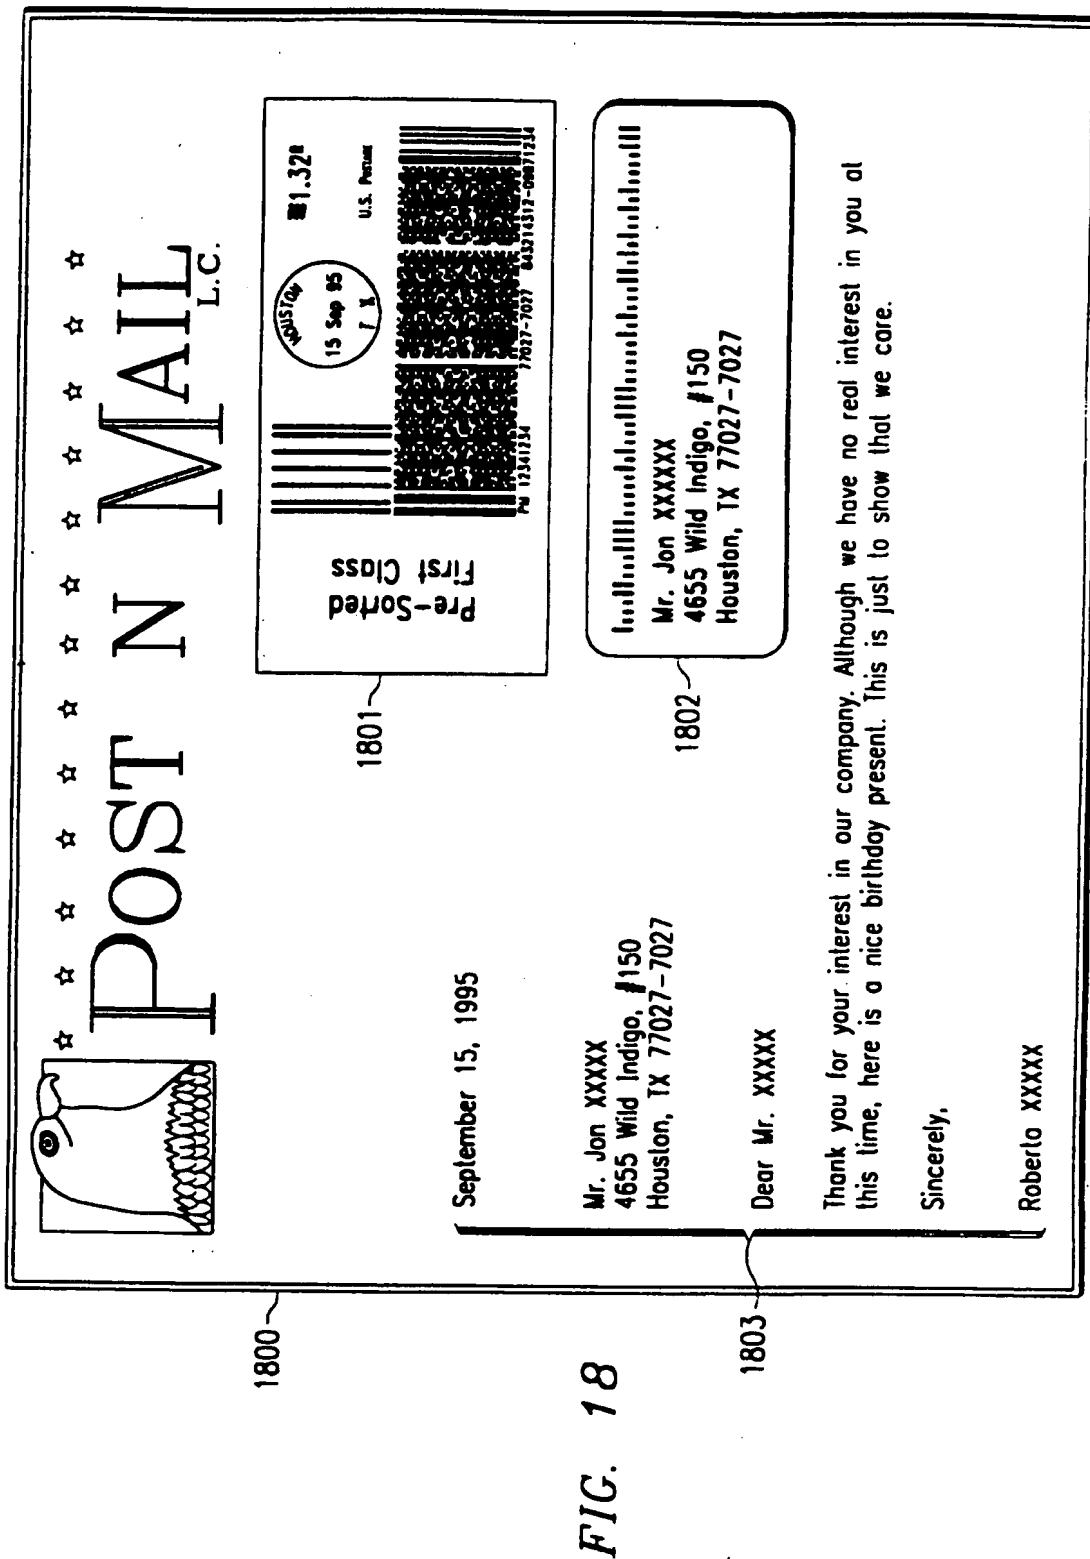 POST N MAIL
L.C.
Pre-Sorted
First Class
HOUSTON
15 Sep 95
T X
1.32
U.S. POSTAGE
PM 12341234 77027-7027 843214312-09871234
1801
Mr. Jon XXXXXX
4655 Wild Indigo, #150
Houston, TX 77027-7027
1802
1800
September 15, 1995
Mr. Jon XXXXX
4655 Wild Indigo, #150
Houston, TX 77027-7027
Dear Mr. XXXXX
Thank you for your interest in our company. Although we have no real interest in you at
this time, here is a nice birthday present. This is just to show that we care.
Sincerely,
Roberto XXXXX
1803
FIG. 18